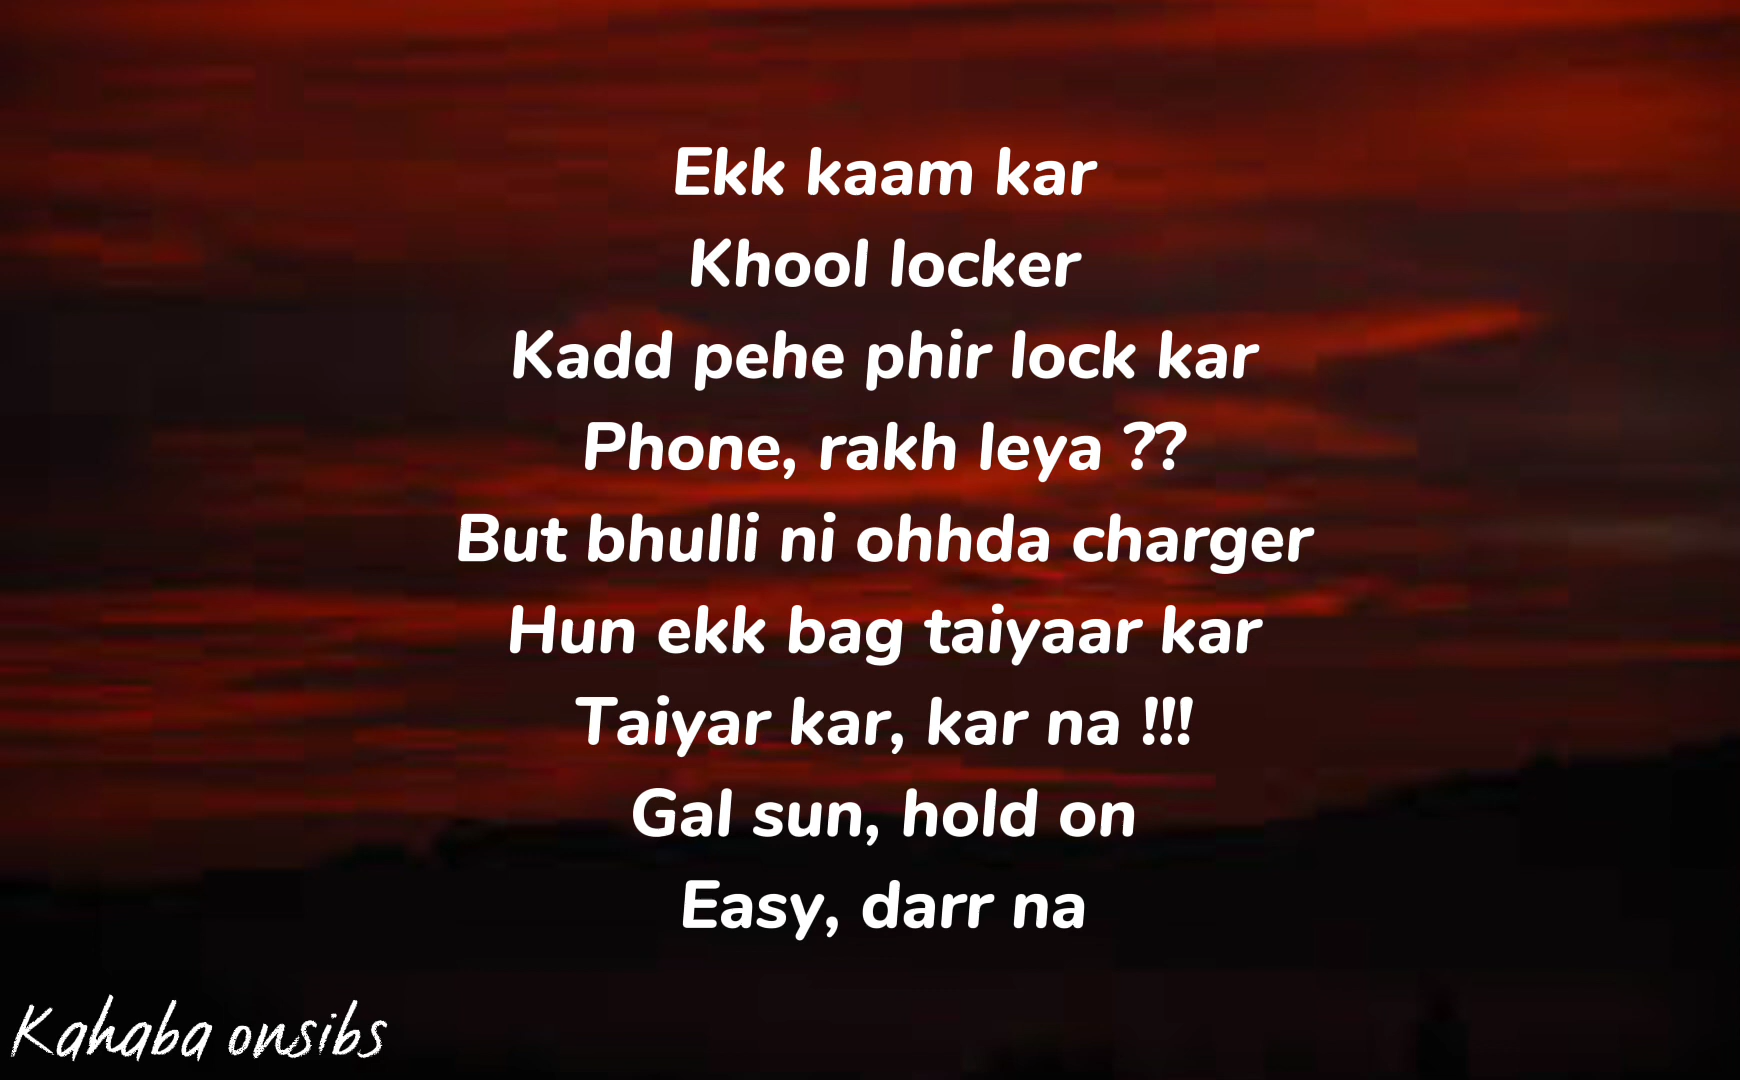 Ekk kaam kar
Khool locker
Kadd pehe phir lock kar
Phone, rakh leya ??
But bhulli ni ohhda charger
Hun ekk bag taiyaar kar
Taiyar kar, kar na !!!
Gal sun, hold on
Easy, darr na
Kahaba onsibs